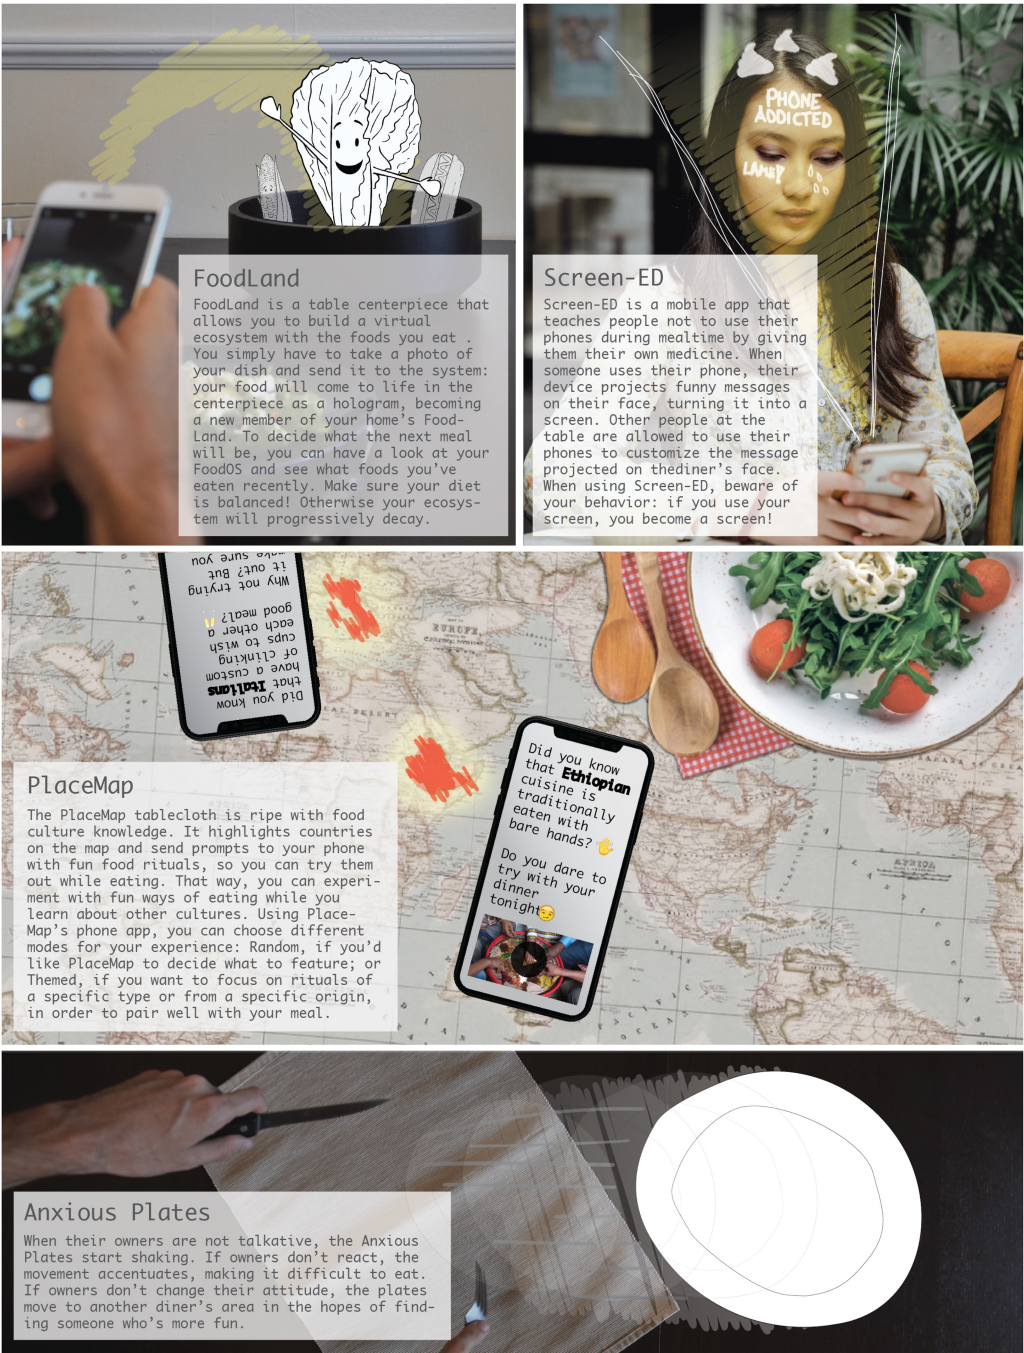 PHONE
ADDICTED
LAME!
FoodLand
FoodLand is a table centerpiece that
allows you to build a virtual
ecosystem with the foods you eat .
You simply have to take a photo of
your dish and send it to the system:
your food will come to life in the
centerpiece as a hologram, becoming
a new member of your home’s Food-
Land. To decide what the next meal
will be, you can have a look at your
FoodOS and see what foods you’ve
eaten recently. Make sure your diet
is balanced! Otherwise your ecosys-
tem will progressively decay.
Screen-ED
Screen-ED is a mobile app that
teaches people not to use their
phones during mealtime by giving
them their own medicine. When
someone uses their phone, their
device projects funny messages
on their face, turning it into a
screen. Other people at the
table are allowed to use their
phones to customize the message
projected on thediner’s face.
When using Screen-ED, beware of
your behavior: if you use your
screen, you become a screen!
Did you know
that Italians
have a custom
of clinking
cups to wish
each other a
good meal?
Why not trying
it out? But
make sure you
EUROPE
Did you know
that Ethiopian
cuisine is
traditionally
eaten with
bare hands? ✋
Do you dare to
try with your
dinner
tonight😏
AFRICA
PlaceMap
The PlaceMap tablecloth is ripe with food
culture knowledge. It highlights countries
on the map and send prompts to your phone
with fun food rituals, so you can try them
out while eating. That way, you can experi-
ment with fun ways of eating while you
learn about other cultures. Using Place-
Map’s phone app, you can choose different
modes for your experience: Random, if you’d
like PlaceMap to decide what to feature; or
Themed, if you want to focus on rituals of
a specific type or from a specific origin,
in order to pair well with your meal.
Anxious Plates
When their owners are not talkative, the Anxious
Plates start shaking. If owners don’t react, the
movement accentuates, making it difficult to eat.
If owners don’t change their attitude, the plates
move to another diner’s area in the hopes of find-
ing someone who’s more fun.